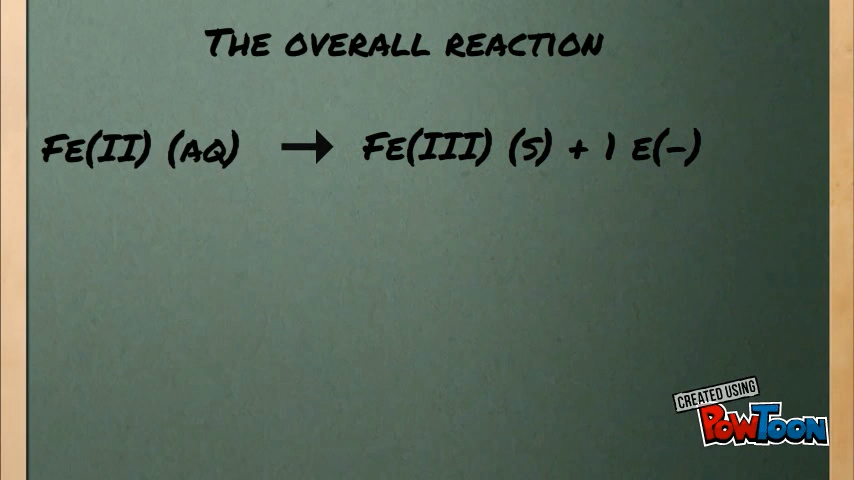 The overall reaction
Fe(II) (aq) → Fe(III) (s) + 1 e(-)
CREATED USING
POWTOON